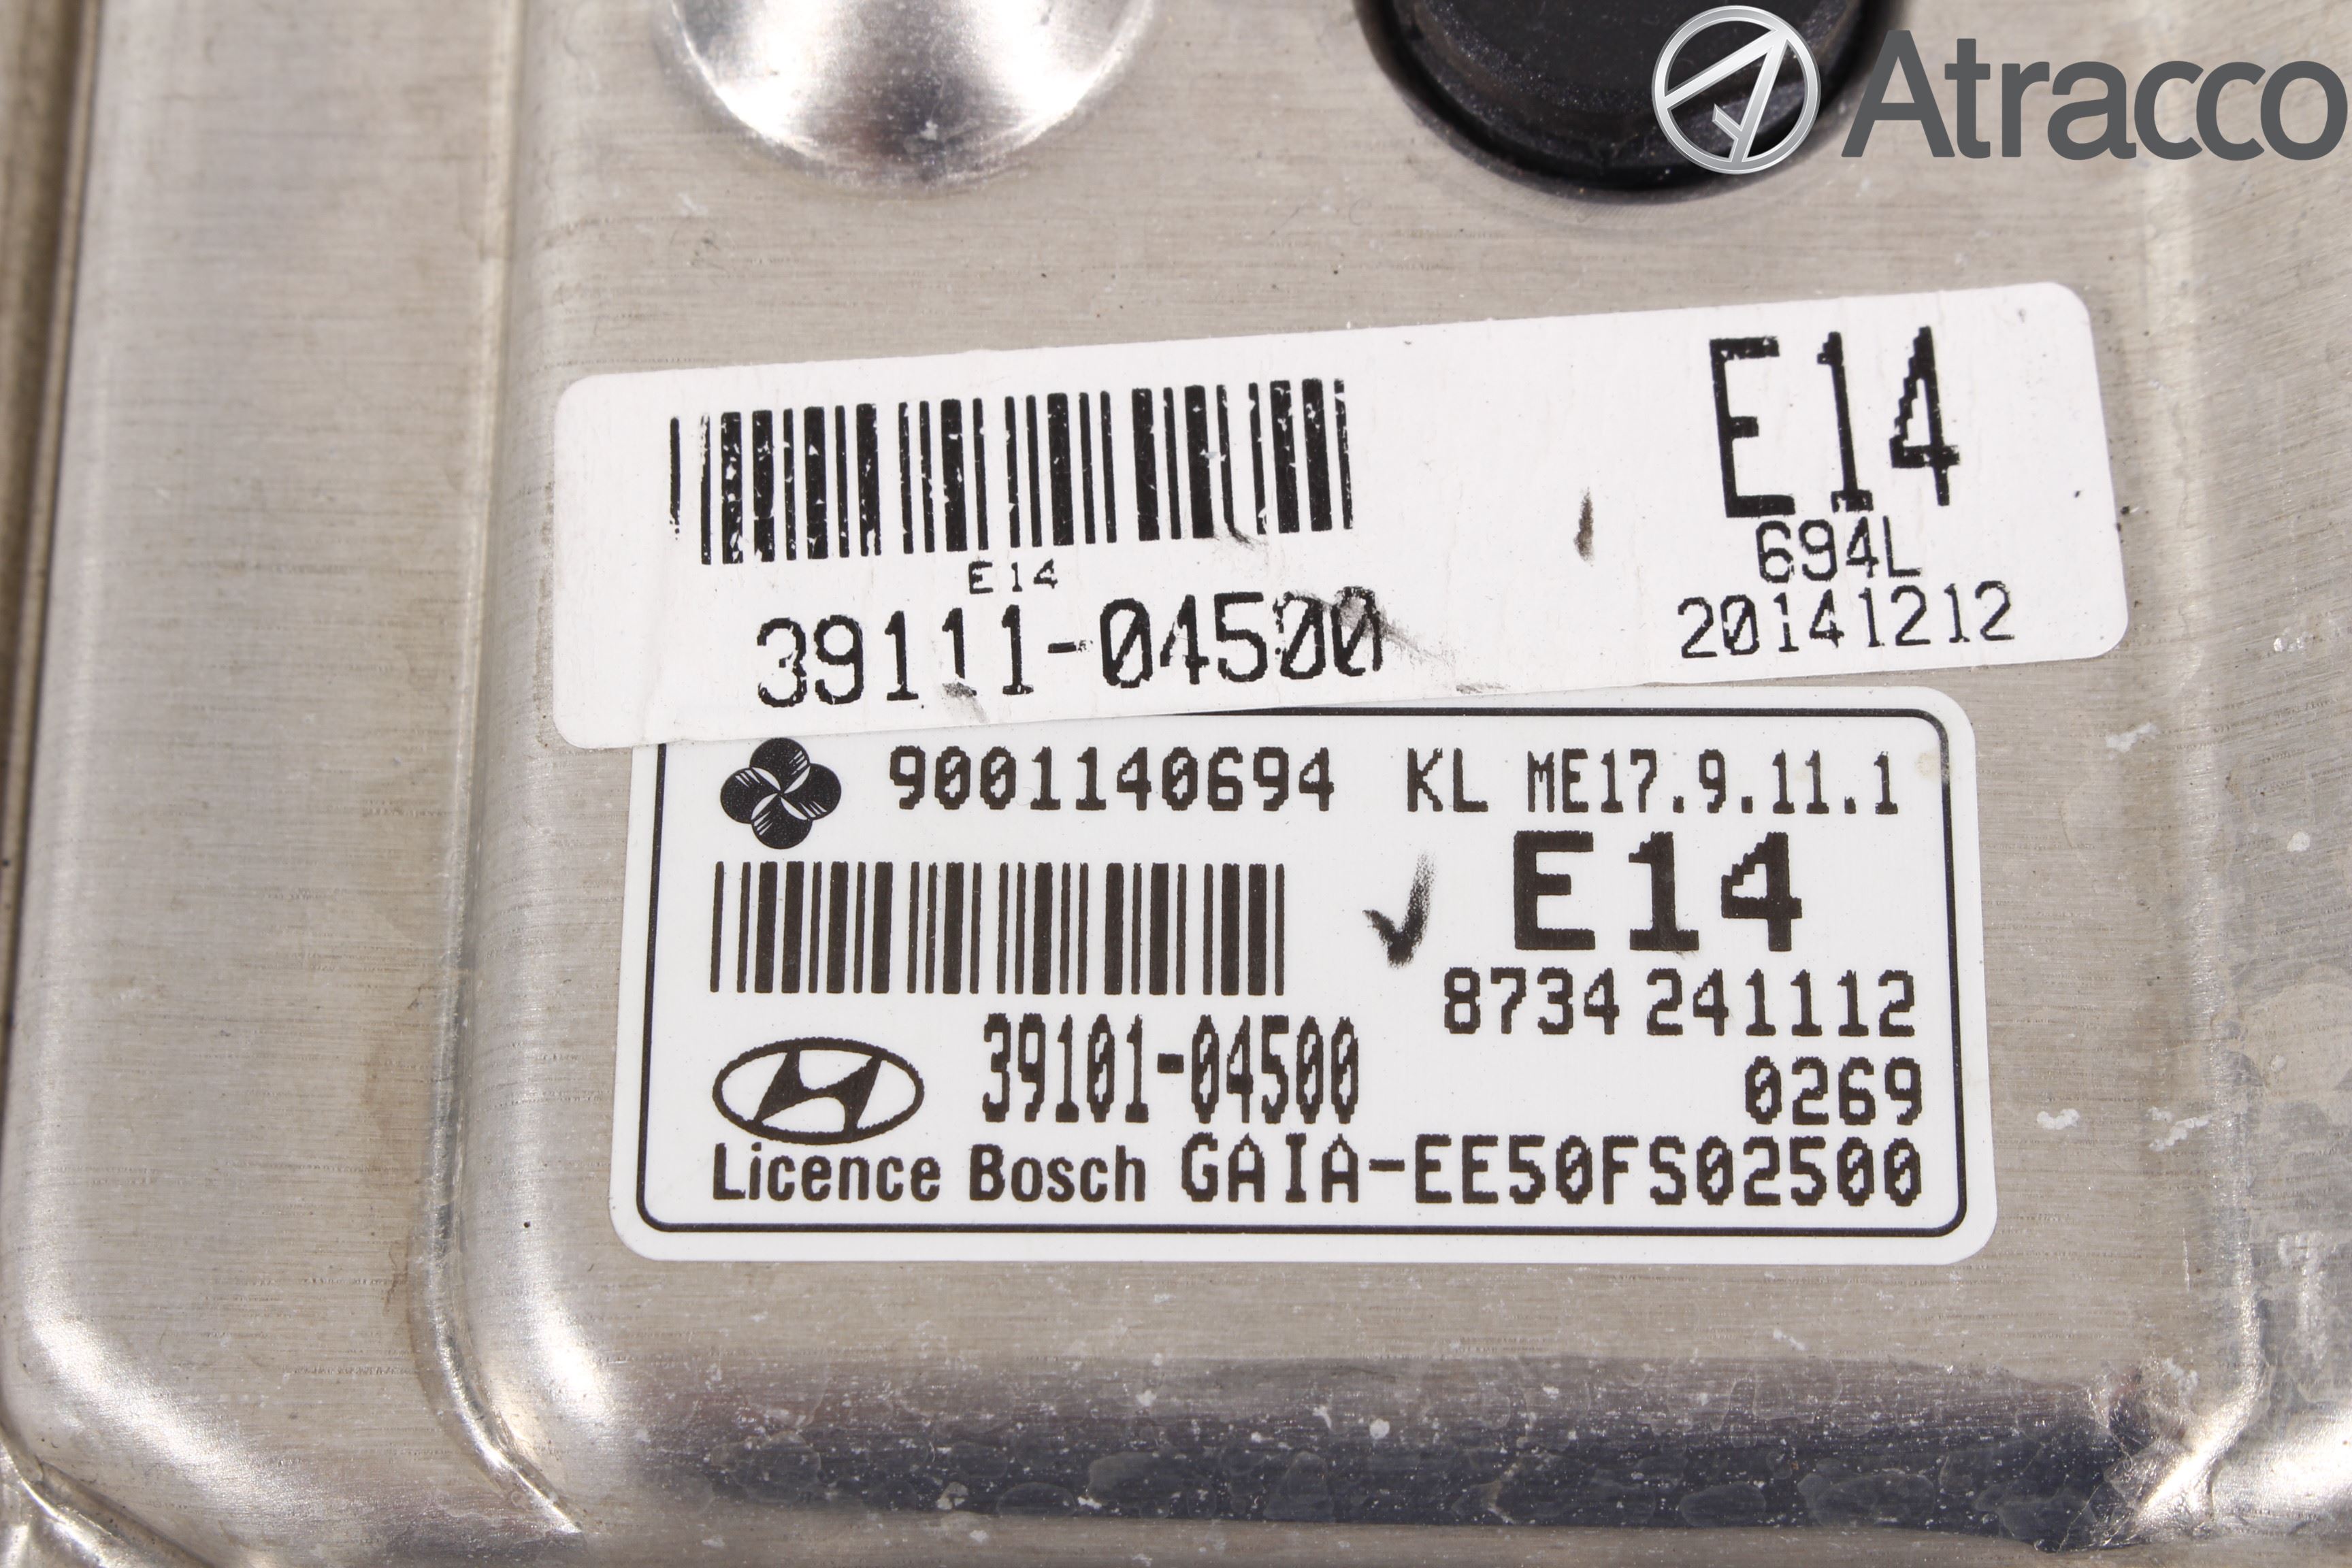 Atracco
E14
694L
20141212
E14
39111-04500
9001140694 KL ME17.9.11.1
E14
8734 241112
39101-04500
0269
Licence Bosch GAIA-EE50FS02500